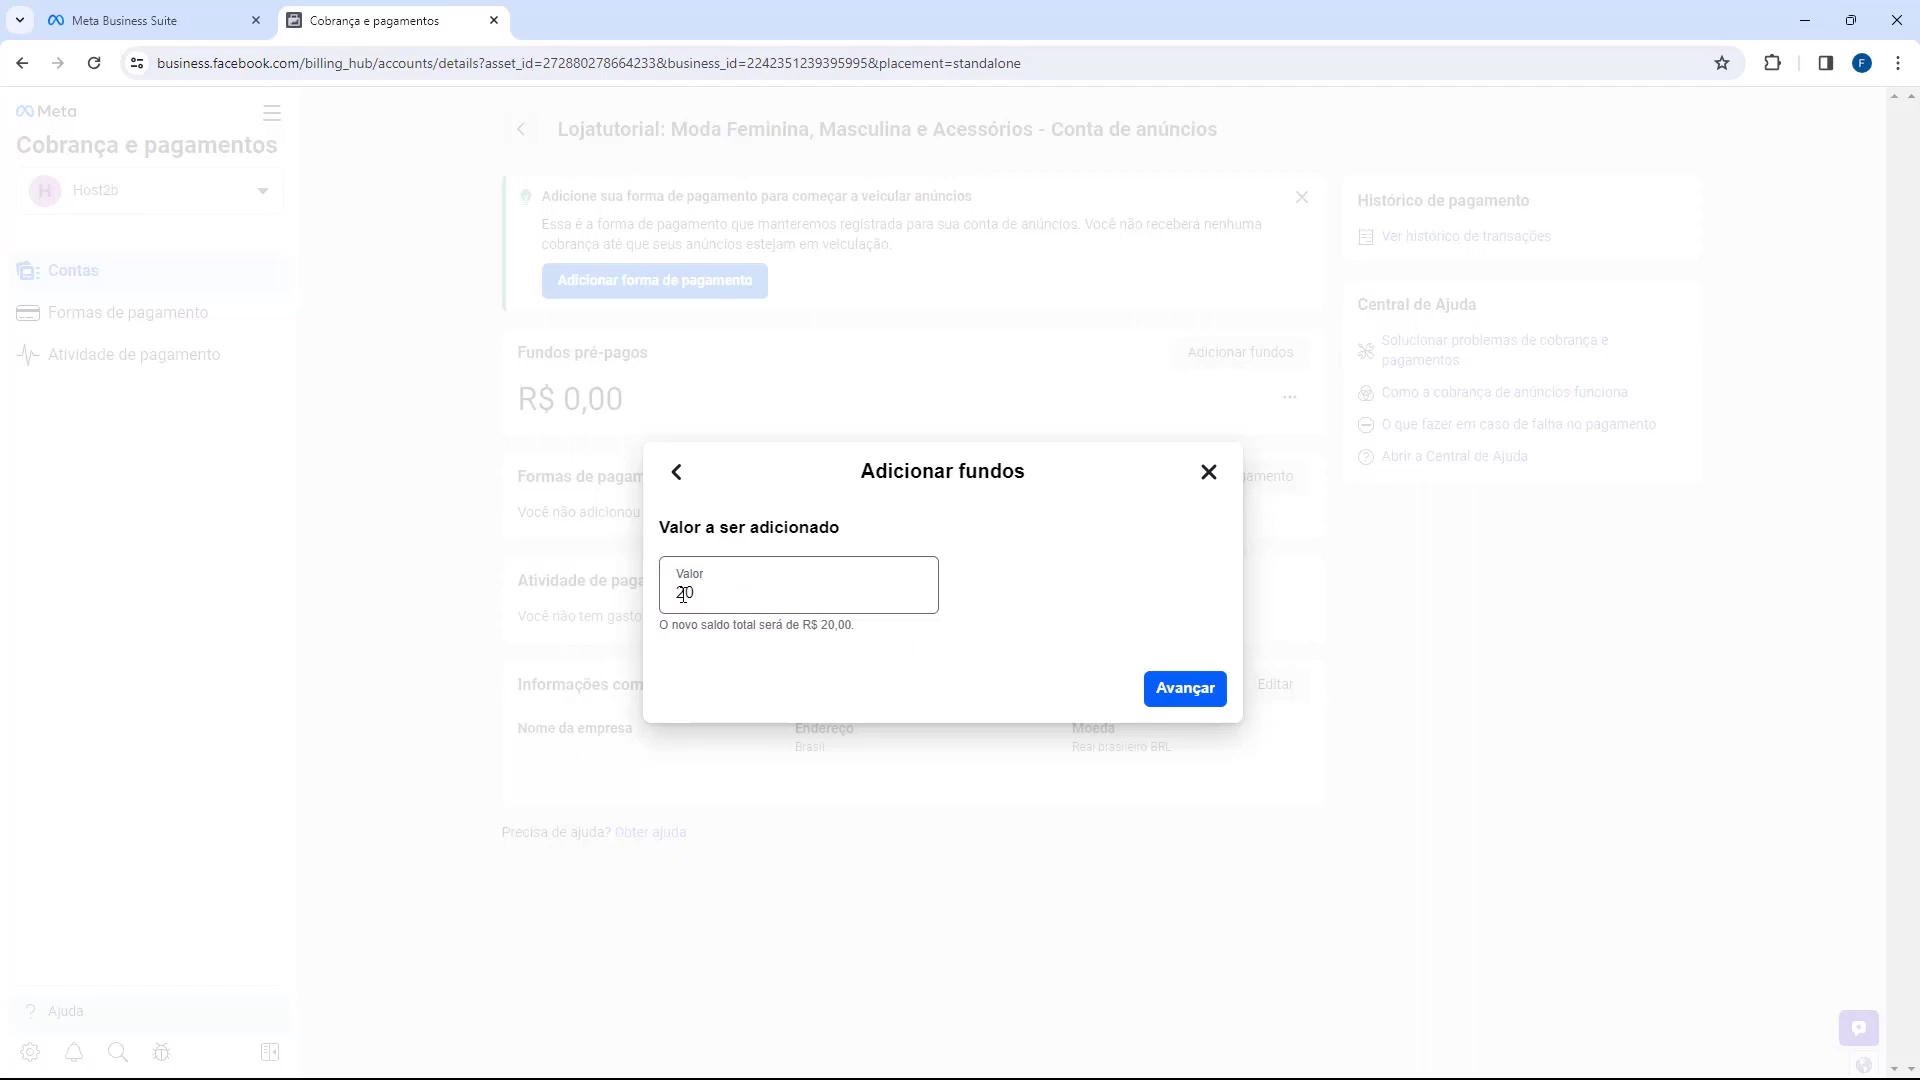 Meta Business Suite
Cobrança e pagamentos
business.facebook.com/billing_hub/accounts/details?asset_id=272880278664233&business_id=2242351239395995&placement=standalone
F
Meta
Cobrança e pagamentos
H Host2b
Contas
Formas de pagamento
Atividade de pagamento
Lojatutorial: Moda Feminina, Masculina e Acessórios - Conta de anúncios
Adicione sua forma de pagamento para começar a veicular anúncios
Essa é a forma de pagamento que manteremos registrada para sua conta de anúncios. Você não receberá nenhuma
cobrança até que seus anúncios estejam em veiculação.
Adicionar forma de pagamento
Fundos pré-pagos
Adicionar fundos
R$ 0,00
Formas de pagam
gamento
Você não adicionou
Atividade de paga
Você não tem gasto
Informações com
Editar
Nome da empresa
Endereço
Moeda
Brasil
Real brasileiro BRL
Precisa de ajuda? Obter ajuda
Histórico de pagamento
Ver histórico de transações
Central de Ajuda
Solucionar problemas de cobrança e
pagamentos
Como a cobrança de anúncios funciona
O que fazer em caso de falha no pagamento
Abrir a Central de Ajuda
Adicionar fundos
Valor a ser adicionado
Valor
20
O novo saldo total será de R$ 20,00.
Avançar
Ajuda